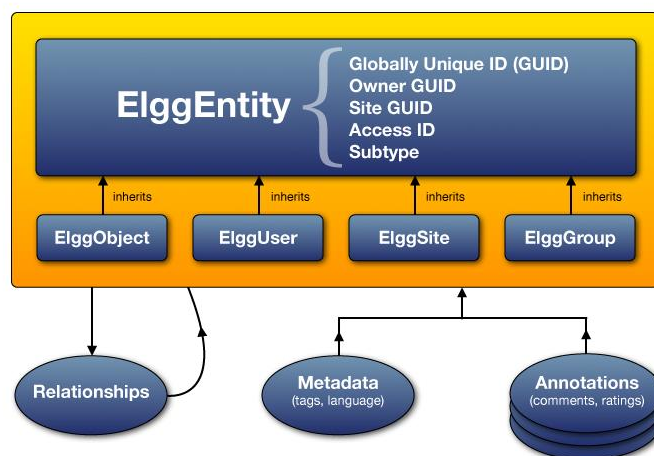 ElggEntity
Globally Unique ID (GUID)
Owner GUID
Site GUID
Access ID
Subtype
inherits
inherits
inherits
inherits
ElggObject
ElggUser
ElggSite
ElggGroup
Relationships
Metadata
(tags, language)
Annotations
(comments, ratings)